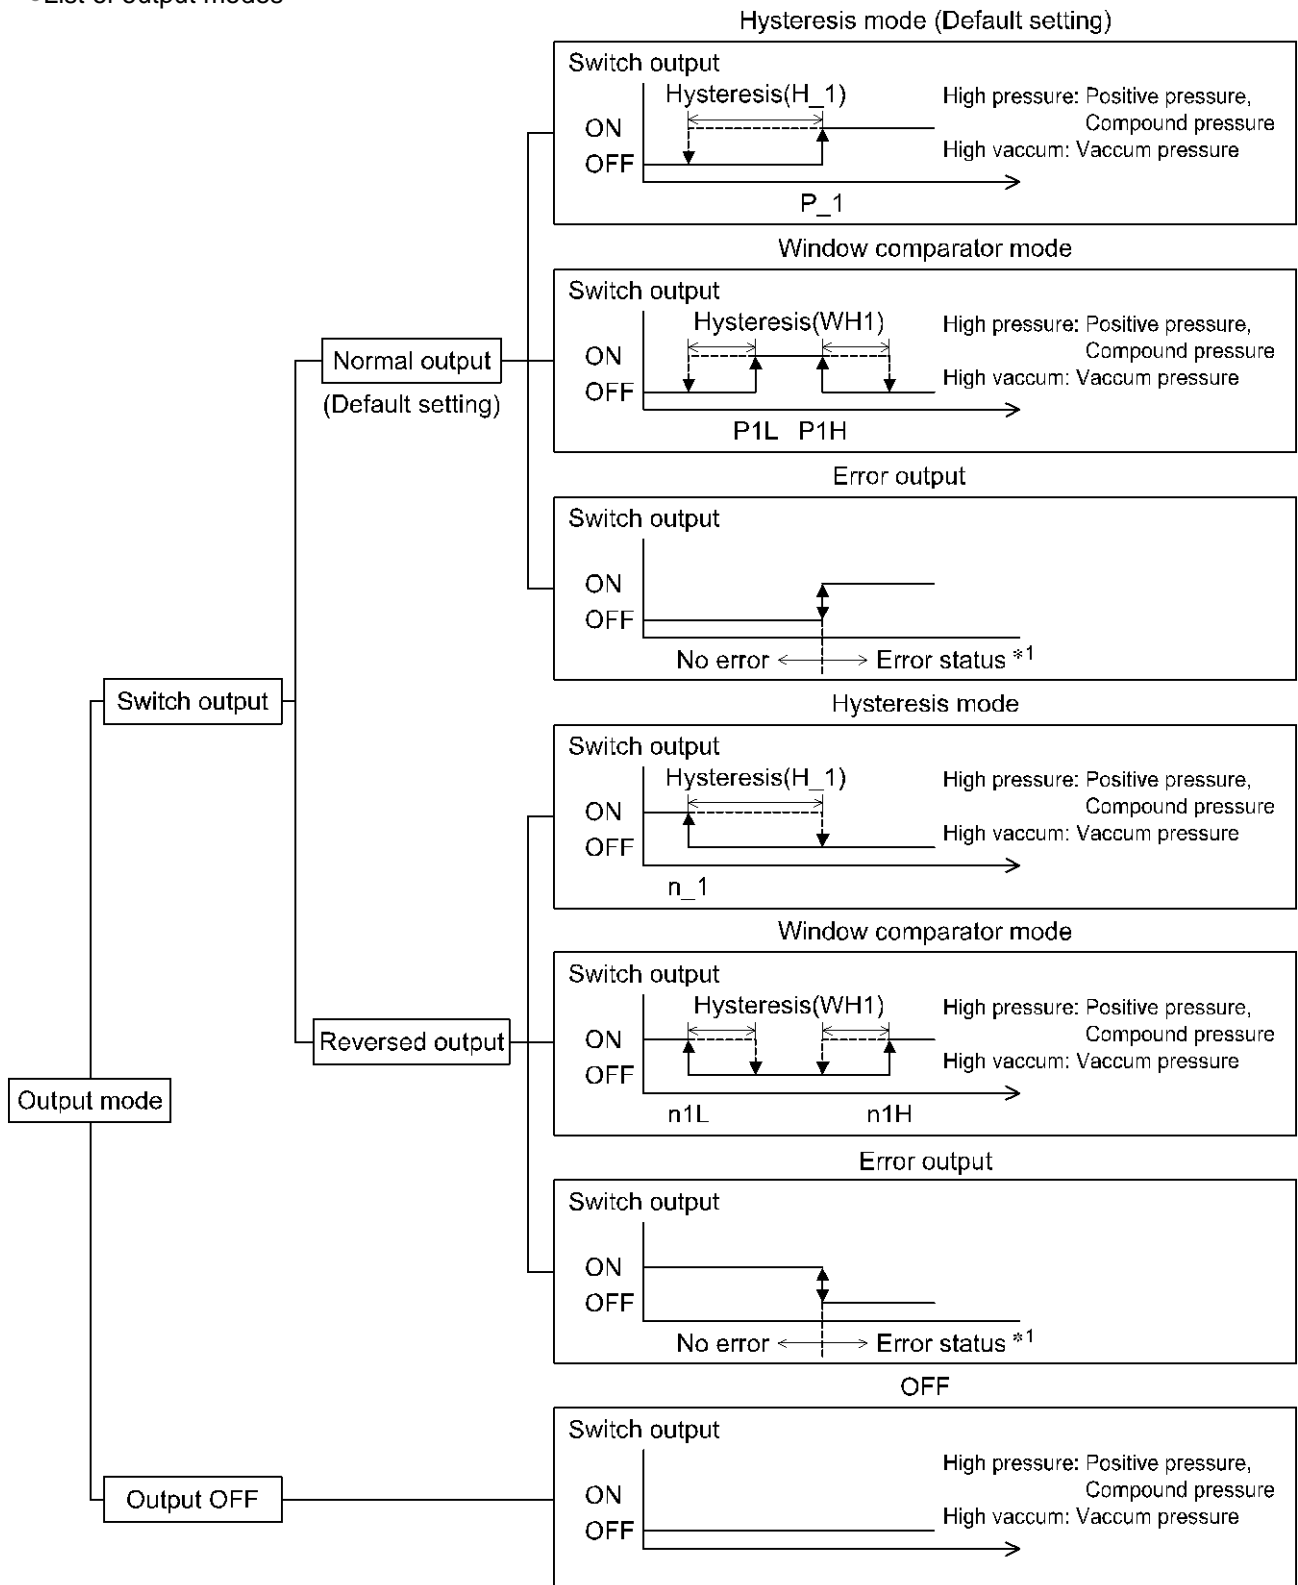 List of output modes
Hysteresis mode (Default setting)
Switch output
Hysteresis(H_1)
High pressure: Positive pressure,
Compound pressure
High vaccum: Vaccum pressure
ON
OFF
P_1
Window comparator mode
Switch output
Hysteresis(WH1)
High pressure: Positive pressure,
Compound pressure
High vaccum: Vaccum pressure
ON
OFF
P1L P1H
Normal output
(Default setting)
Error output
Switch output
ON
OFF
No error
Error status *1
Switch output
Hysteresis mode
Switch output
Hysteresis(H_1)
High pressure: Positive pressure,
Compound pressure
High vaccum: Vaccum pressure
ON
OFF
n_1
Window comparator mode
Switch output
Hysteresis(WH1)
High pressure: Positive pressure,
Compound pressure
High vaccum: Vaccum pressure
ON
OFF
n1L n1H
Reversed output
Output mode
Error output
Switch output
ON
OFF
No error
Error status *1
OFF
Switch output
High pressure: Positive pressure,
Compound pressure
High vaccum: Vaccum pressure
ON
OFF
Output OFF